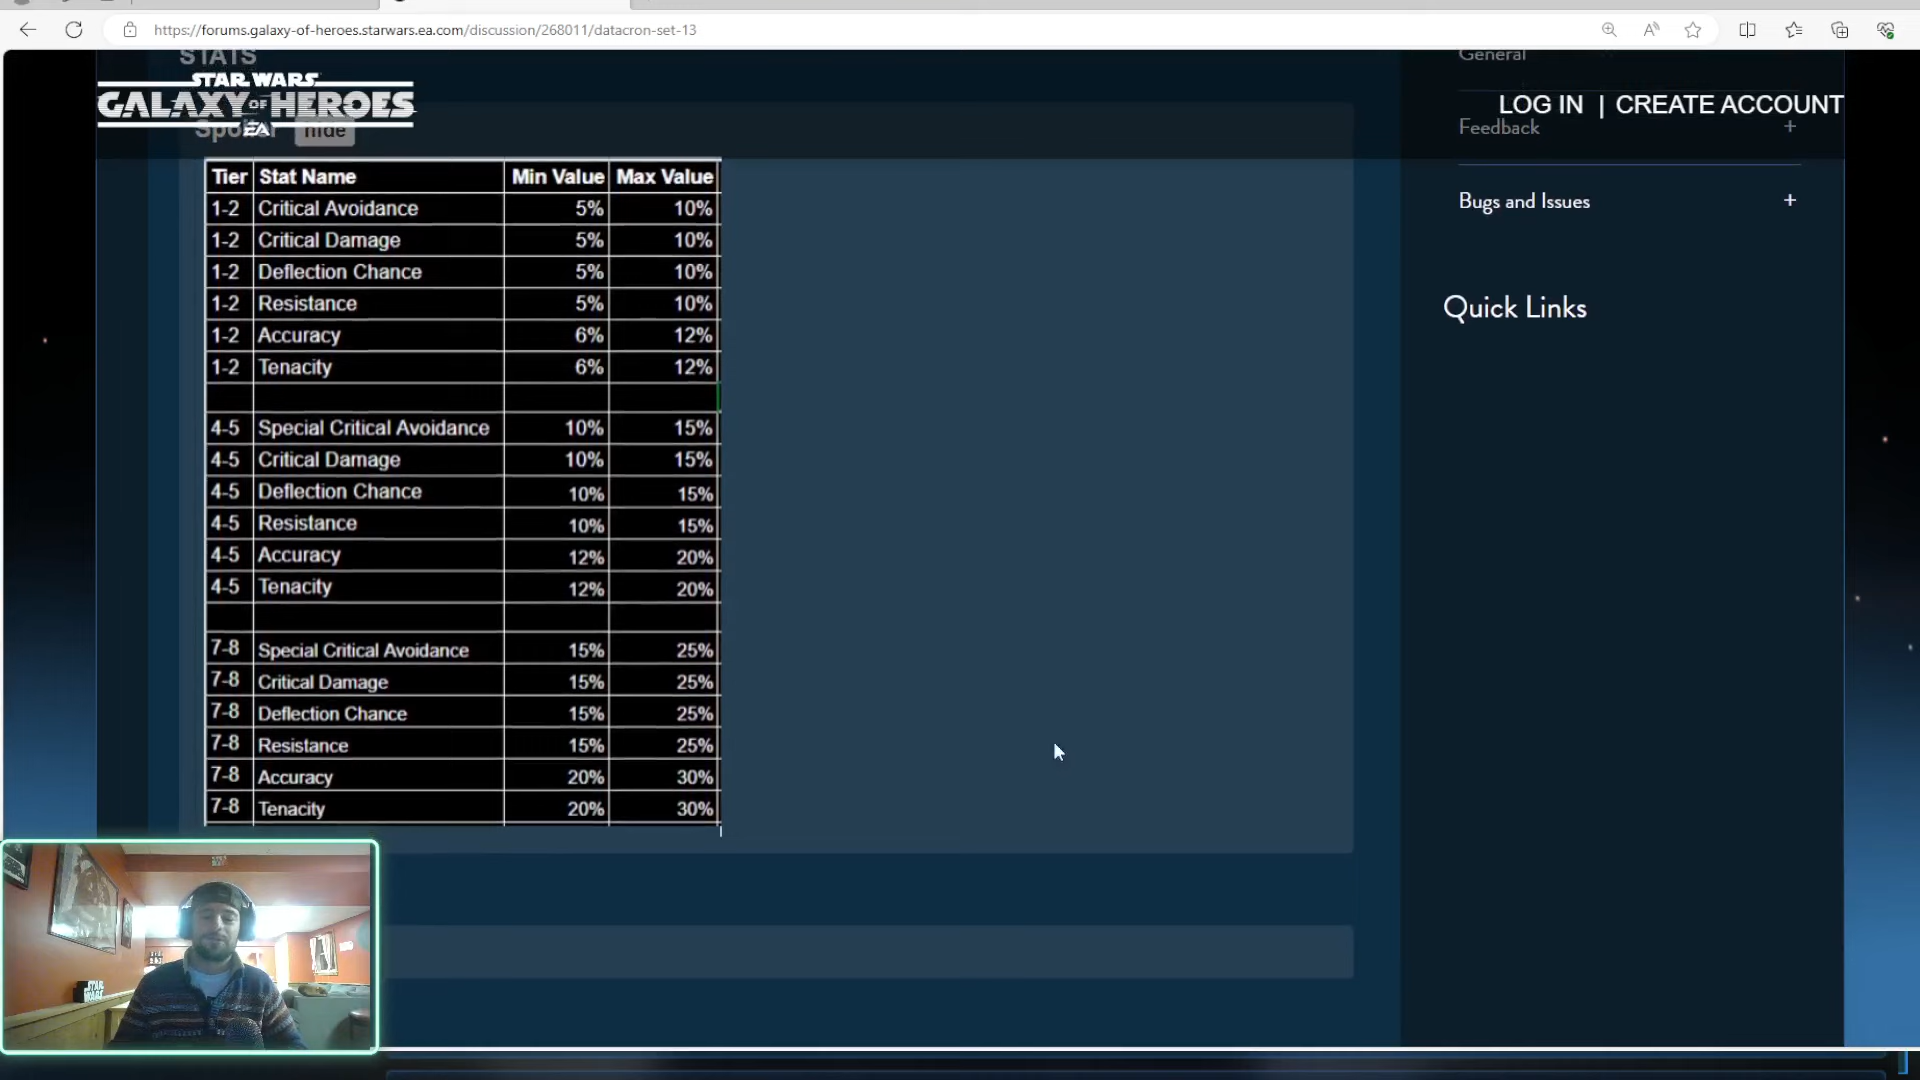 https://forums.galaxy-of-heroes.starwars.ea.com/discussion/268011/datacron-set-13
STATS
STAR WARS
GALAXY OF HEROES
EA
Spoiler hide
General
LOG IN | CREATE ACCOUNT
Feedback +
Bugs and Issues +
Quick Links
Tier Stat Name Min Value Max Value
1-2 Critical Avoidance 5% 10%
1-2 Critical Damage 5% 10%
1-2 Deflection Chance 5% 10%
1-2 Resistance 5% 10%
1-2 Accuracy 6% 12%
1-2 Tenacity 6% 12%
4-5 Special Critical Avoidance 10% 15%
4-5 Critical Damage 10% 15%
4-5 Deflection Chance 10% 15%
4-5 Resistance 10% 15%
4-5 Accuracy 12% 20%
4-5 Tenacity 12% 20%
7-8 Special Critical Avoidance 15% 25%
7-8 Critical Damage 15% 25%
7-8 Deflection Chance 15% 25%
7-8 Resistance 15% 25%
7-8 Accuracy 20% 30%
7-8 Tenacity 20% 30%
STAR
WARS